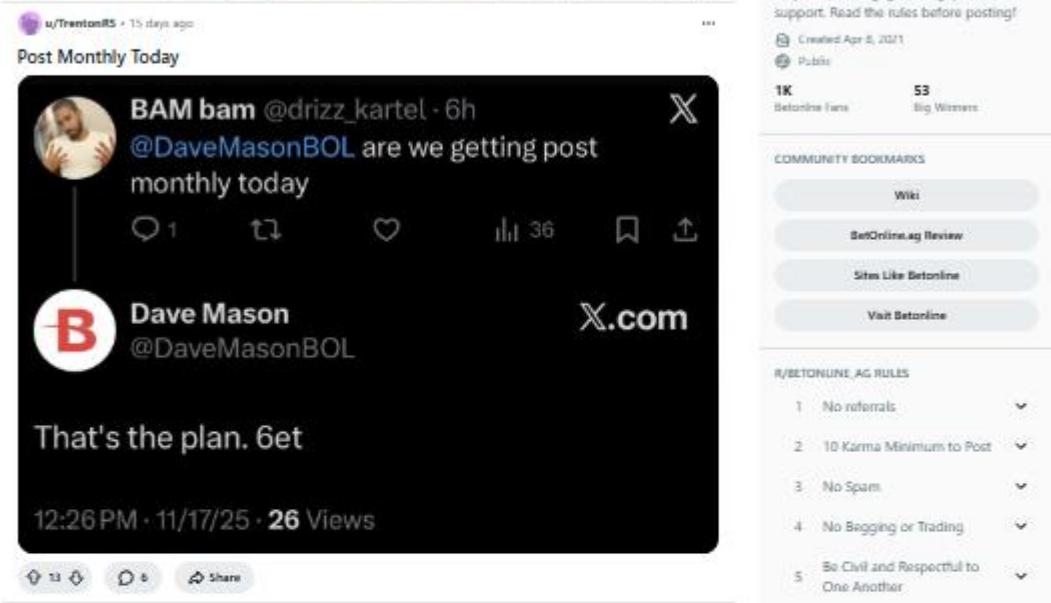 u/TrentonRS • 15 days ago
Post Monthly Today
BAM bam @drizz_kartel · 6h
@DaveMasonBOL are we getting post
monthly today
1
36
B
Dave Mason
@DaveMasonBOL
X.com
That's the plan. 6et
12:26 PM · 11/17/25 · 26 Views
13
6
Share
support. Read the rules before posting!
Created Apr 8, 2021
Public
1K
53
Betonline Fans
Big Winners
COMMUNITY BOOKMARKS
Wiki
BetOnline.ag Review
Sites Like Betonline
Visit Betonline
R/BETONLINE_AG RULES
1 No referrals
2 10 Karma Minimum to Post
3 No Spam
4 No Begging or Trading
5 Be Civil and Respectful to
One Another